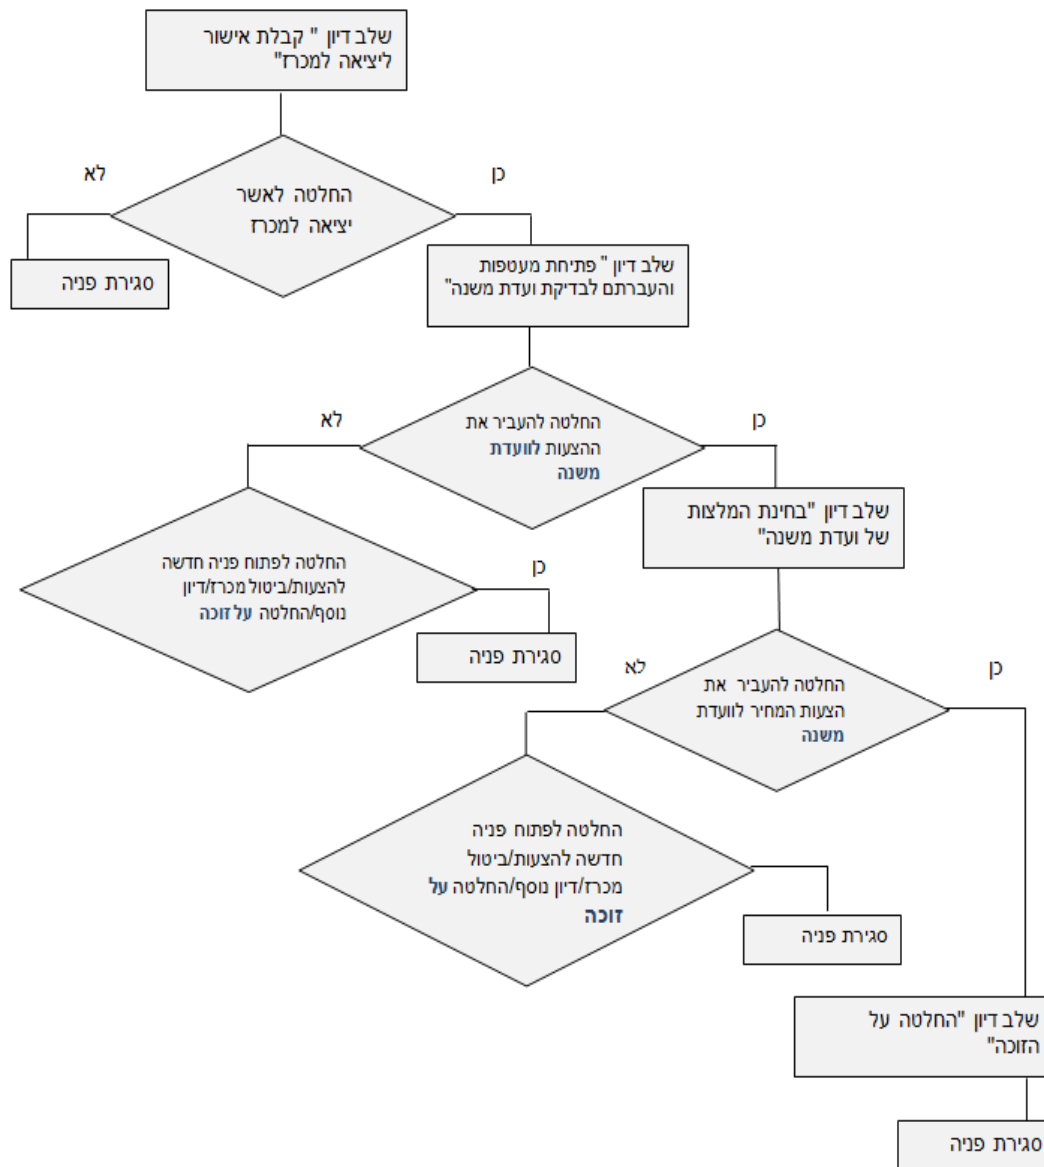 שלב דיון " קבלת אישור
ליציאה למכרז"
לא
כן
החלטה לאשר
יציאה למכרז
סגירת פניה
שלב דיון " פתיחת מעטפות
והעברתם לבדיקת ועדת משנה"
לא
כן
החלטה להעביר את
ההצעות לוועדת
משנה
שלב דיון "בחינת המלצות
של ועדת משנה"
החלטה לפתוח פניה חדשה
להצעות/ביטול מכרז/דיון
נוסף/החלטה על זוכה
כן
סגירת פניה
לא
כן
החלטה להעביר את
הצעות המחיר לוועדת
משנה
החלטה לפתוח פניה
חדשה להצעות/ביטול
מכרז/דיון נוסף/החלטה על
זוכה
סגירת פניה
שלב דיון "החלטה על
הזוכה"
סגירת פניה